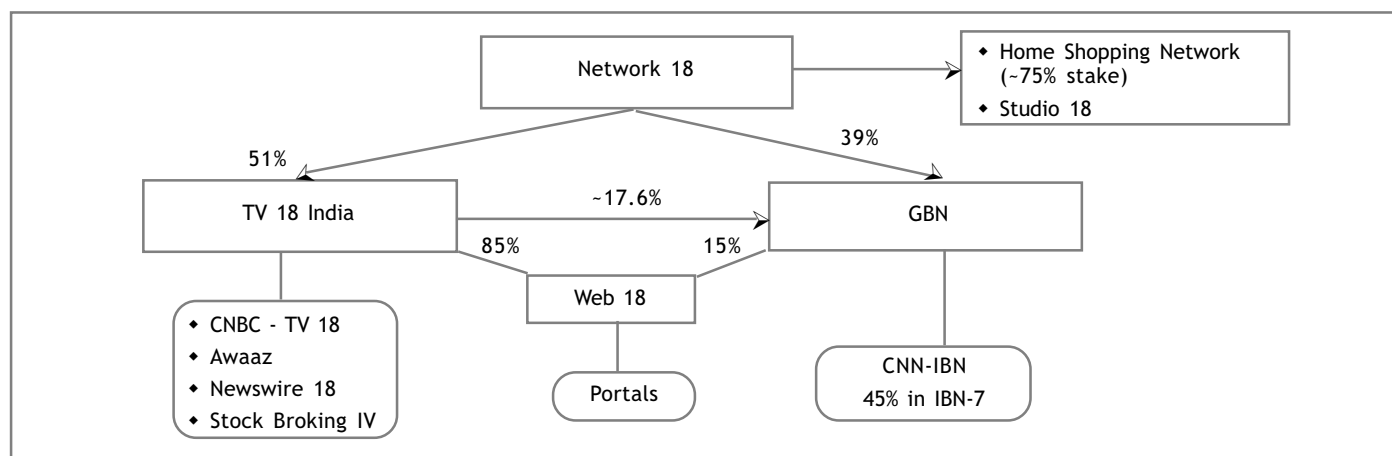 Network 18
◆ Home Shopping Network
(~75% stake)
◆ Studio 18
51%
39%
TV 18 India
~17.6%
GBN
85%
15%
Web 18
◆ CNBC - TV 18
◆ Awaaz
◆ Newswire 18
◆ Stock Broking IV
Portals
CNN-IBN
45% in IBN-7